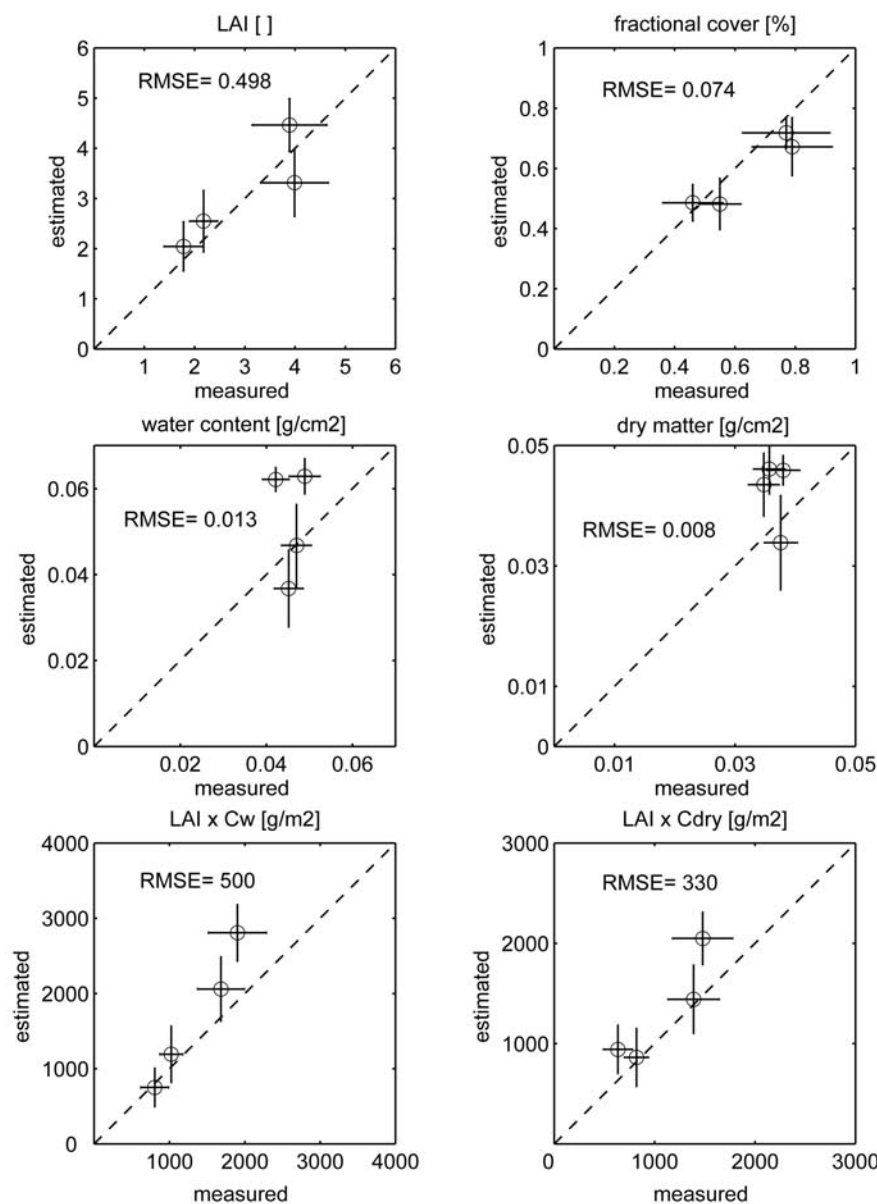 LAI [ ]
6
5
4
3
2
1
0
RMSE= 0.498
estimated
1 2 3 4 5 6
measured
fractional cover [%]
1
0.8
0.6
0.4
0.2
0
RMSE= 0.074
estimated
0.2 0.4 0.6 0.8 1
measured
water content [g/cm2]
0.06
0.04
0.02
0
RMSE= 0.013
estimated
0.02 0.04 0.06
measured
dry matter [g/cm2]
0.05
0.03
0.01
0
RMSE= 0.008
estimated
0.01 0.03 0.05
measured
LAI x Cw [g/m2]
4000
3000
2000
1000
0
RMSE= 500
estimated
1000 2000 3000 4000
measured
LAI x Cdry [g/m2]
3000
2000
1000
0
RMSE= 330
estimated
0 1000 2000 3000
measured